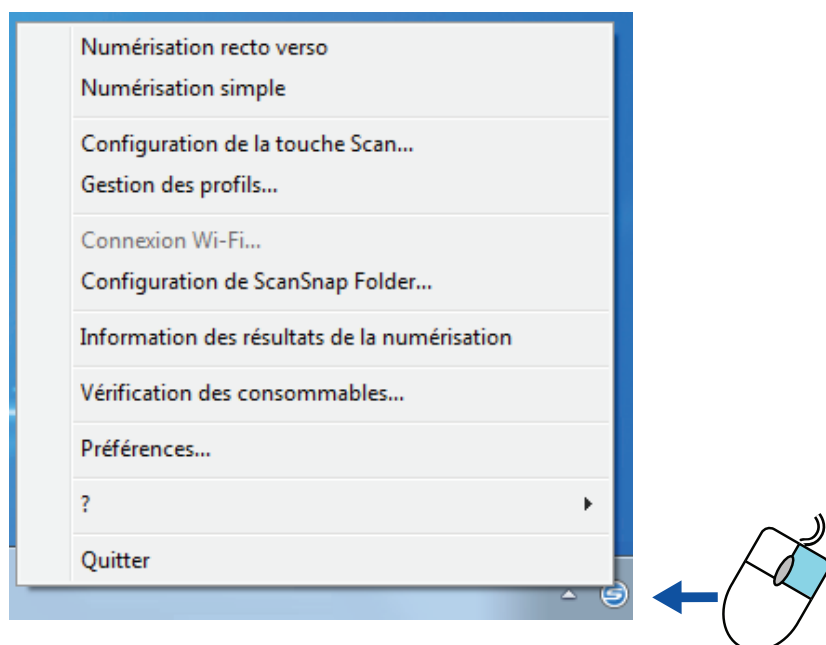 Numérisation recto verso
Numérisation simple
Configuration de la touche Scan...
Gestion des profils...
Connexion Wi-Fi...
Configuration de ScanSnap Folder...
Information des résultats de la numérisation
Vérification des consommables...
Préférences...
?
Quitter